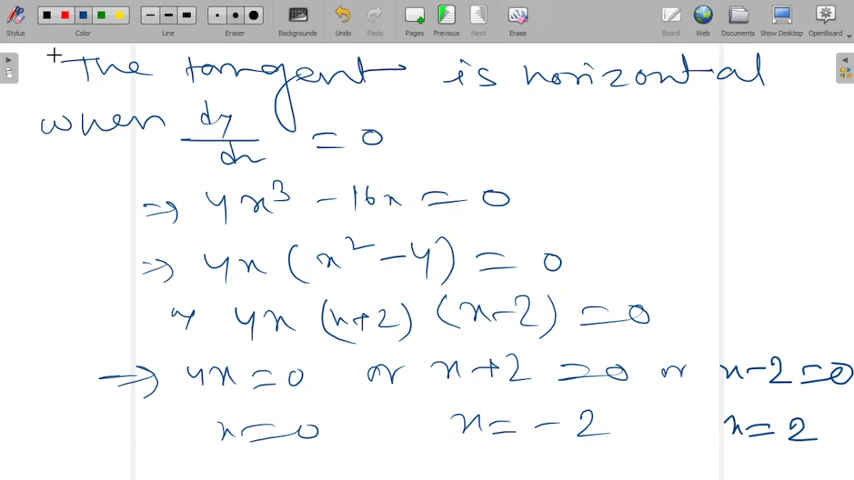 Stylus Color Line Eraser Backgrounds Undo Redo Pages Previous Next Erase Board Web Documents Show Desktop OpenBoard
The tangent is horizontal
when dy/dx = 0
⇒ 4x³ - 16x = 0
⇒ 4x (x² - 4) = 0
⇒ 4x (x+2) (x-2) = 0
⇒ 4x = 0 or x+2 = 0 or x-2 = 0
x = 0 x = -2 x = 2